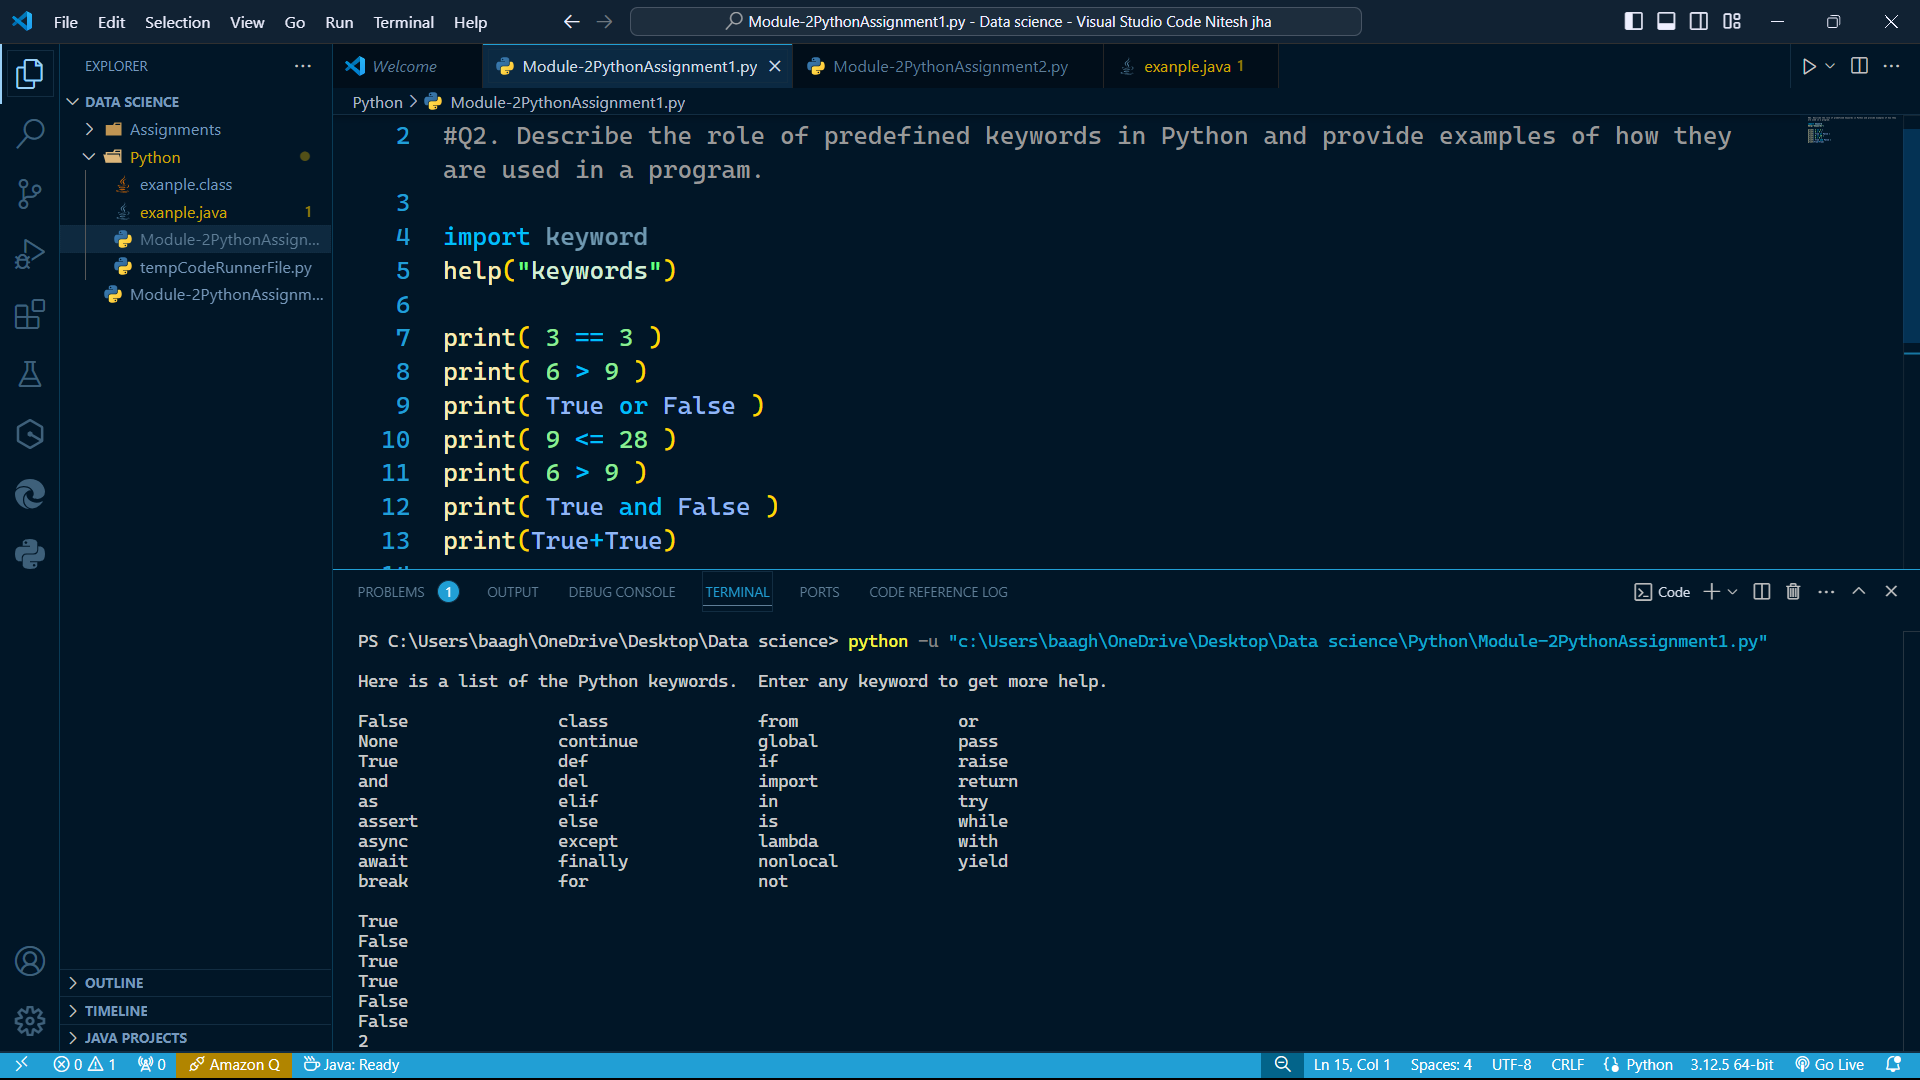 File Edit Selection View Go Run Terminal Help
Module-2PythonAssignment1.py - Data science - Visual Studio Code Nitesh jha
EXPLORER
Welcome
Module-2PythonAssignment1.py
Module-2PythonAssignment2.py
exanple.java 1
DATA SCIENCE
Assignments
Python
exanple.class
exanple.java 1
Module-2PythonAssign...
tempCodeRunnerFile.py
Module-2PythonAssignm...
OUTLINE
TIMELINE
JAVA PROJECTS
Python > Module-2PythonAssignment1.py
2 #Q2. Describe the role of predefined keywords in Python and provide examples of how they
are used in a program.
3
4 import keyword
5 help("keywords")
6
7 print( 3 == 3 )
8 print( 6 > 9 )
9 print( True or False )
10 print( 9 <= 28 )
11 print( 6 > 9 )
12 print( True and False )
13 print(True+True)
PROBLEMS 1 OUTPUT DEBUG CONSOLE TERMINAL PORTS CODE REFERENCE LOG
Code
PS C:\Users\baagh\OneDrive\Desktop\Data science> python -u "c:\Users\baagh\OneDrive\Desktop\Data science\Python\Module-2PythonAssignment1.py"
Here is a list of the Python keywords.  Enter any keyword to get more help.
False class from or
None continue global pass
True def if raise
and del import return
as elif in try
assert else is while
async except lambda with
await finally nonlocal yield
break for not
True
False
True
True
False
False
2
0 1 0 Amazon Q Java: Ready Ln 15, Col 1 Spaces: 4 UTF-8 CRLF Python 3.12.5 64-bit Go Live